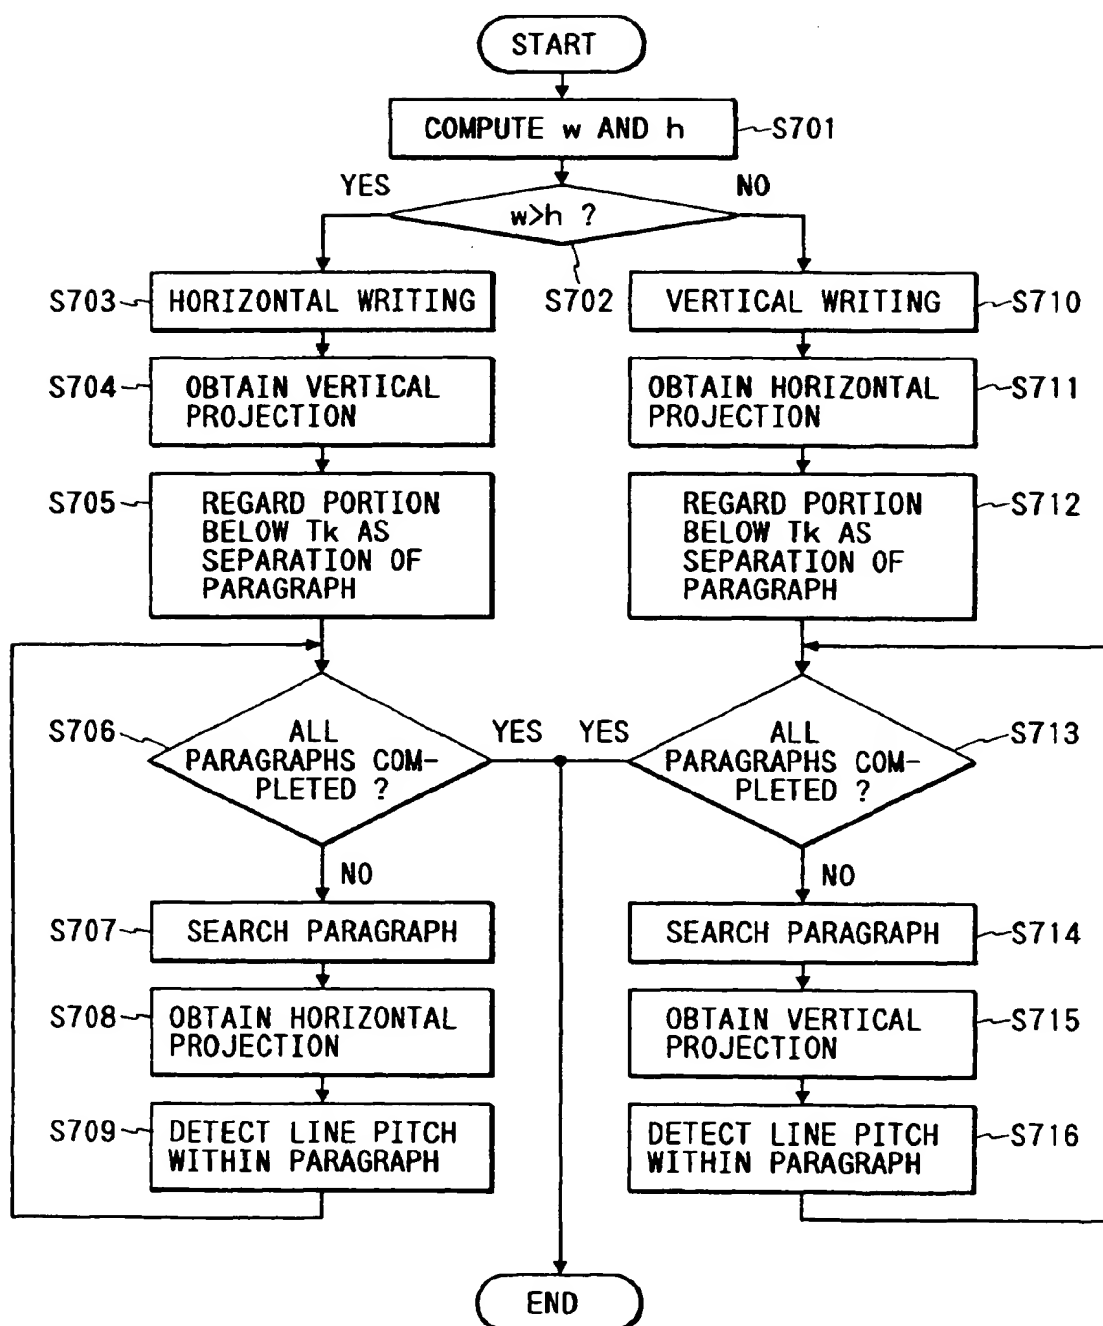 START
COMPUTE w AND h
S701
YES
NO
w>h ?
S702
S703
HORIZONTAL WRITING
VERTICAL WRITING
S710
S704
OBTAIN VERTICAL
PROJECTION
OBTAIN HORIZONTAL
PROJECTION
S711
S705
REGARD PORTION
BELOW Tk AS
SEPARATION OF
PARAGRAPH
REGARD PORTION
BELOW Tk AS
SEPARATION OF
PARAGRAPH
S712
S706
ALL
PARAGRAPHS COM-
PLETED ?
YES
YES
ALL
PARAGRAPHS COM-
PLETED ?
S713
NO
NO
S707
SEARCH PARAGRAPH
SEARCH PARAGRAPH
S714
S708
OBTAIN HORIZONTAL
PROJECTION
OBTAIN VERTICAL
PROJECTION
S715
S709
DETECT LINE PITCH
WITHIN PARAGRAPH
DETECT LINE PITCH
WITHIN PARAGRAPH
S716
END